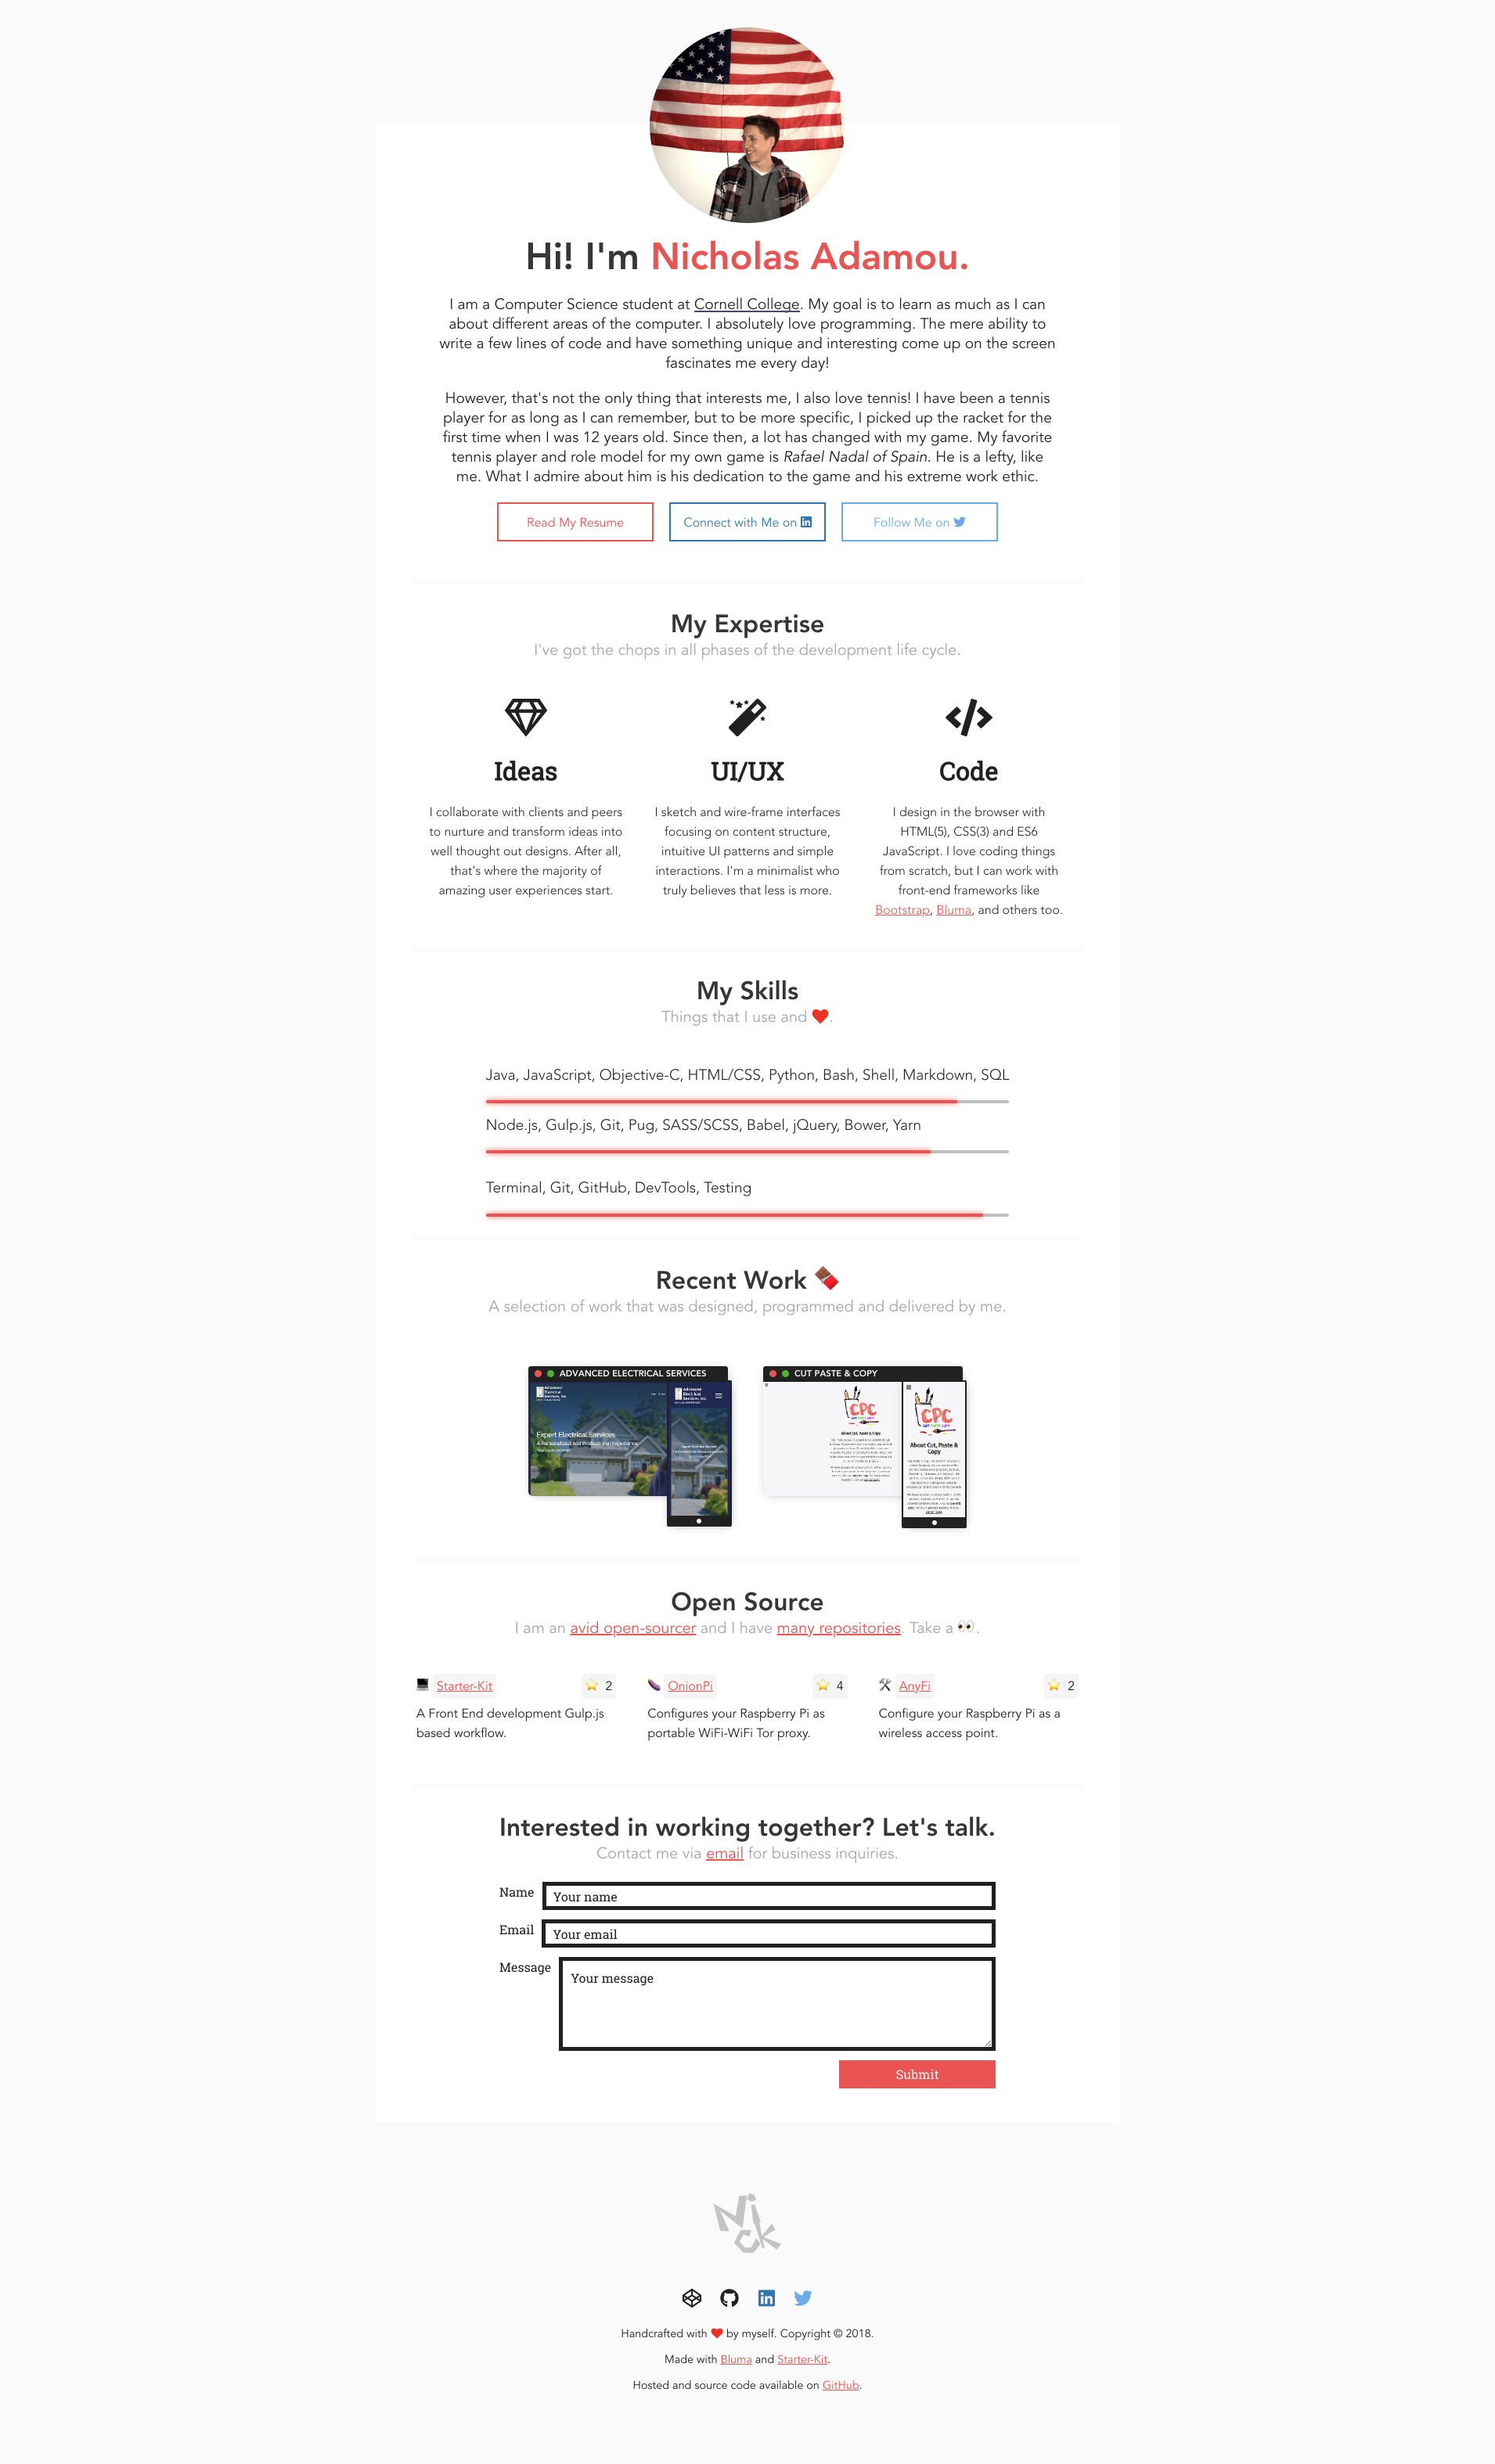 Hi! I'm Nicholas Adamou.
I am a Computer Science student at Cornell College. My goal is to learn as much as I can
about different areas of the computer. I absolutely love programming. The mere ability to
write a few lines of code and have something unique and interesting come up on the screen
fascinates me every day!
However, that's not the only thing that interests me, I also love tennis! I have been a tennis
player for as long as I can remember, but to be more specific, I picked up the racket for the
first time when I was 12 years old. Since then, a lot has changed with my game. My favorite
tennis player and role model for my own game is Rafael Nadal of Spain. He is a lefty, like
me. What I admire about him is his dedication to the game and his extreme work ethic.
Read My Resume
Connect with Me on
Follow Me on
My Expertise
I've got the chops in all phases of the development life cycle.
Ideas
I collaborate with clients and peers
to nurture and transform ideas into
well thought out designs. After all,
that's where the majority of
amazing user experiences start.
UI/UX
I sketch and wire-frame interfaces
focusing on content structure,
intuitive UI patterns and simple
interactions. I'm a minimalist who
truly believes that less is more.
Code
I design in the browser with
HTML(5), CSS(3) and ES6
JavaScript. I love coding things
from scratch, but I can work with
front-end frameworks like
Bootstrap, Bluma, and others too.
My Skills
Things that I use and ❤.
Java, JavaScript, Objective-C, HTML/CSS, Python, Bash, Shell, Markdown, SQL
Node.js, Gulp.js, Git, Pug, SASS/SCSS, Babel, jQuery, Bower, Yarn
Terminal, Git, GitHub, DevTools, Testing
Recent Work 🍫
A selection of work that was designed, programmed and delivered by me.
ADVANCED ELECTRICAL SERVICES
Advanced
Electrical
Services, Inc.
Expert Electrical Services
A Personalized and Professional Experience
Advanced
Electrical
Services, Inc.
CUT PASTE & COPY
CPC
CUT PASTE COPY
About Cut, Paste & Copy
CPC
CUT PASTE COPY
About Cut, Paste &
Copy
Open Source
I am an avid open-sourcer and I have many repositories. Take a 👀.
💻 Starter-Kit ⭐ 2
A Front End development Gulp.js
based workflow.
🍆 OnionPi ⭐ 4
Configures your Raspberry Pi as
portable WiFi-WiFi Tor proxy.
🛠 AnyFi ⭐ 2
Configure your Raspberry Pi as a
wireless access point.
Interested in working together? Let's talk.
Contact me via email for business inquiries.
Name
Your name
Email
Your email
Message
Your message
Submit
Nick
Handcrafted with ❤ by myself. Copyright © 2018.
Made with Bluma and Starter-Kit.
Hosted and source code available on GitHub.